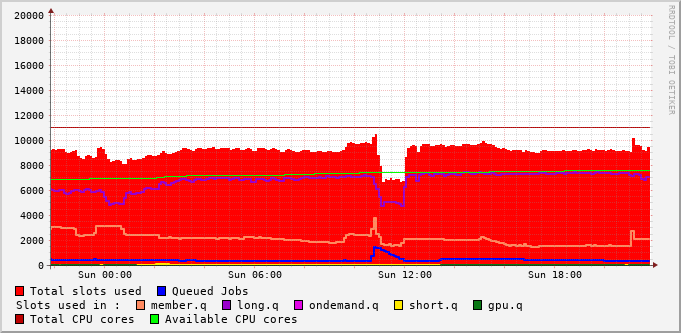 20000
18000
16000
14000
12000
10000
8000
6000
4000
2000
0
Sun 00:00 Sun 06:00 Sun 12:00 Sun 18:00
RRDTOOL / TOBI OETIKER
Total slots used Queued Jobs
Slots used in : member.q long.q ondemand.q short.q gpu.q
Total CPU cores Available CPU cores